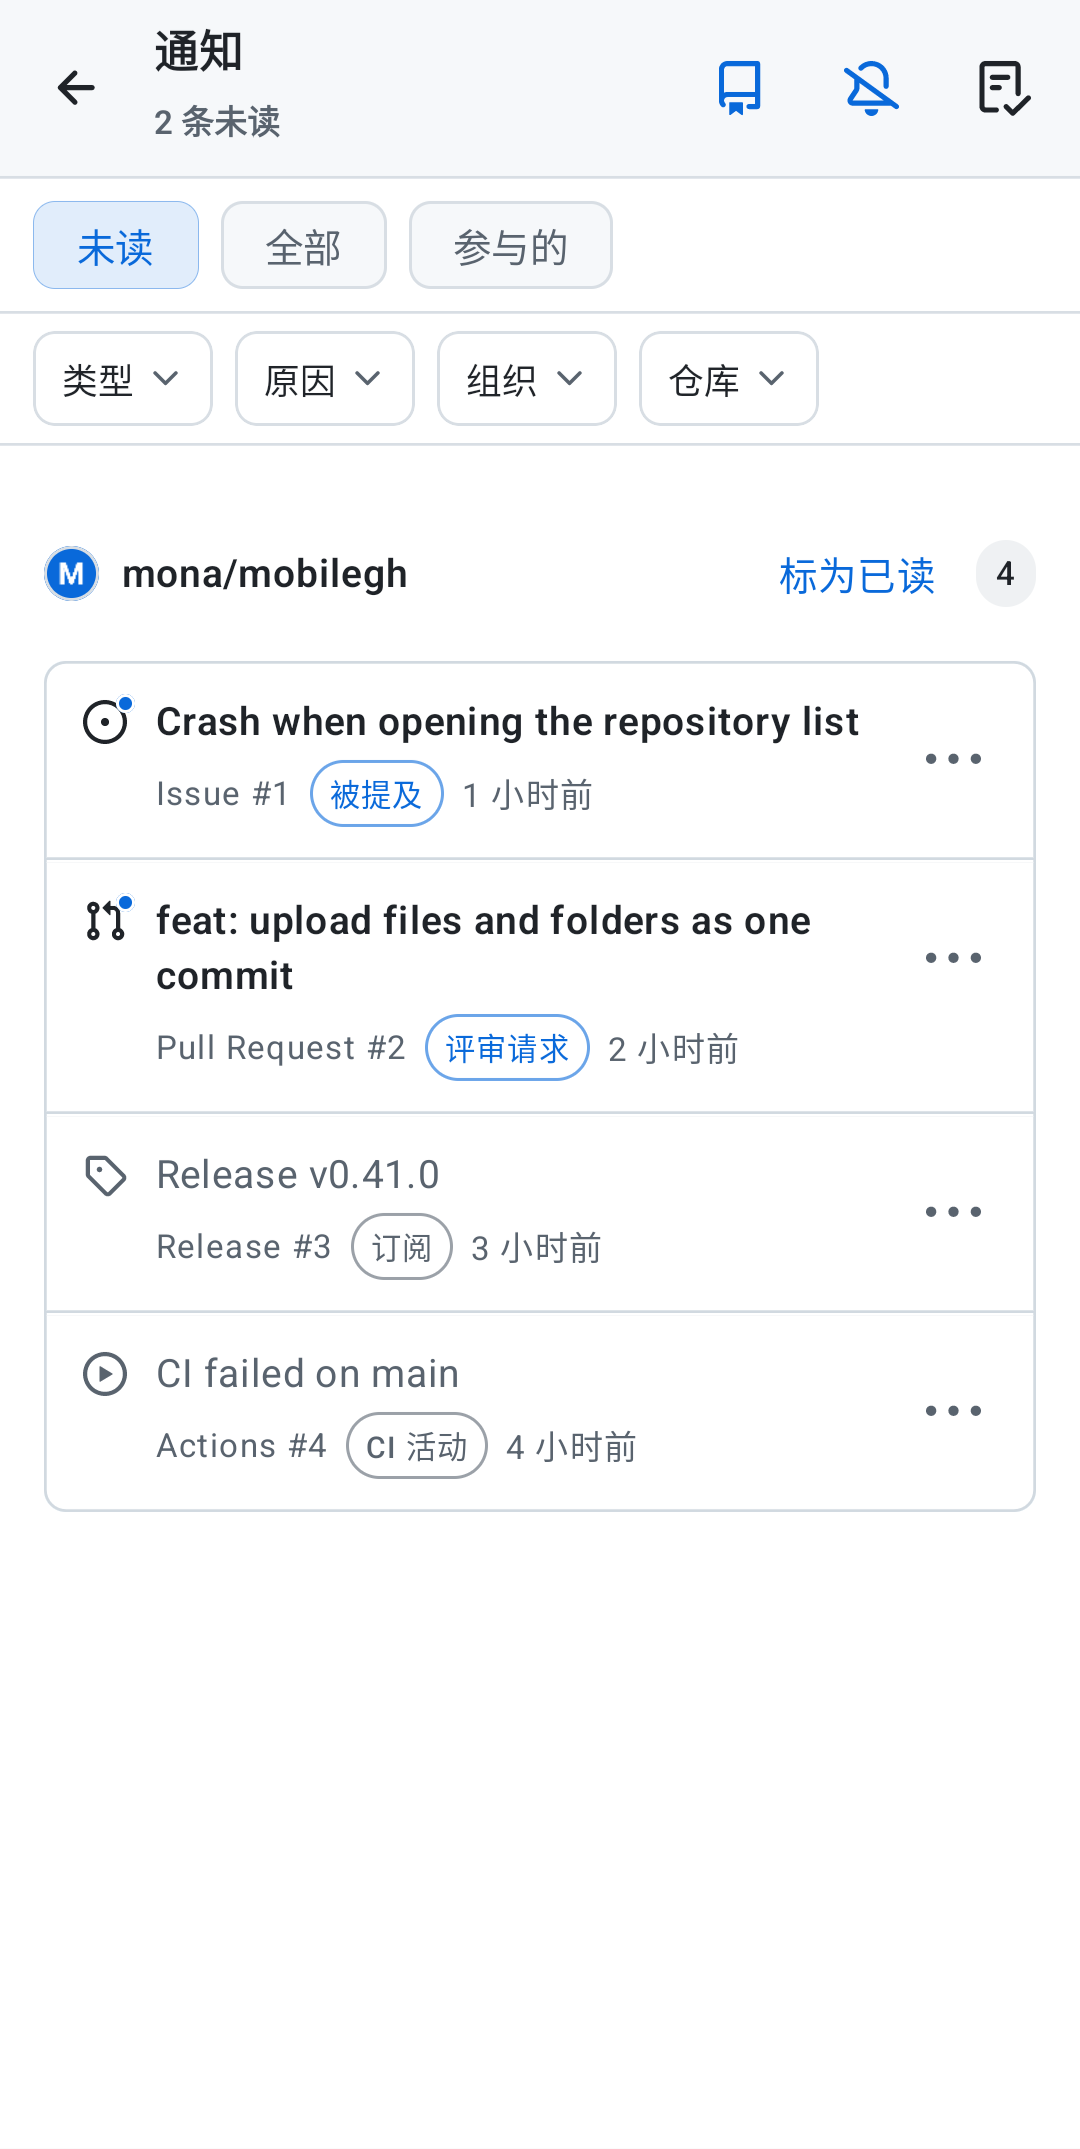 通知
2 条未读
未读 全部 参与的
类型 原因 组织 仓库
M mona/mobilegh 标为已读 4
Crash when opening the repository list
Issue #1 被提及 1 小时前
feat: upload files and folders as one
commit
Pull Request #2 评审请求 2 小时前
Release v0.41.0
Release #3 订阅 3 小时前
CI failed on main
Actions #4 CI 活动 4 小时前